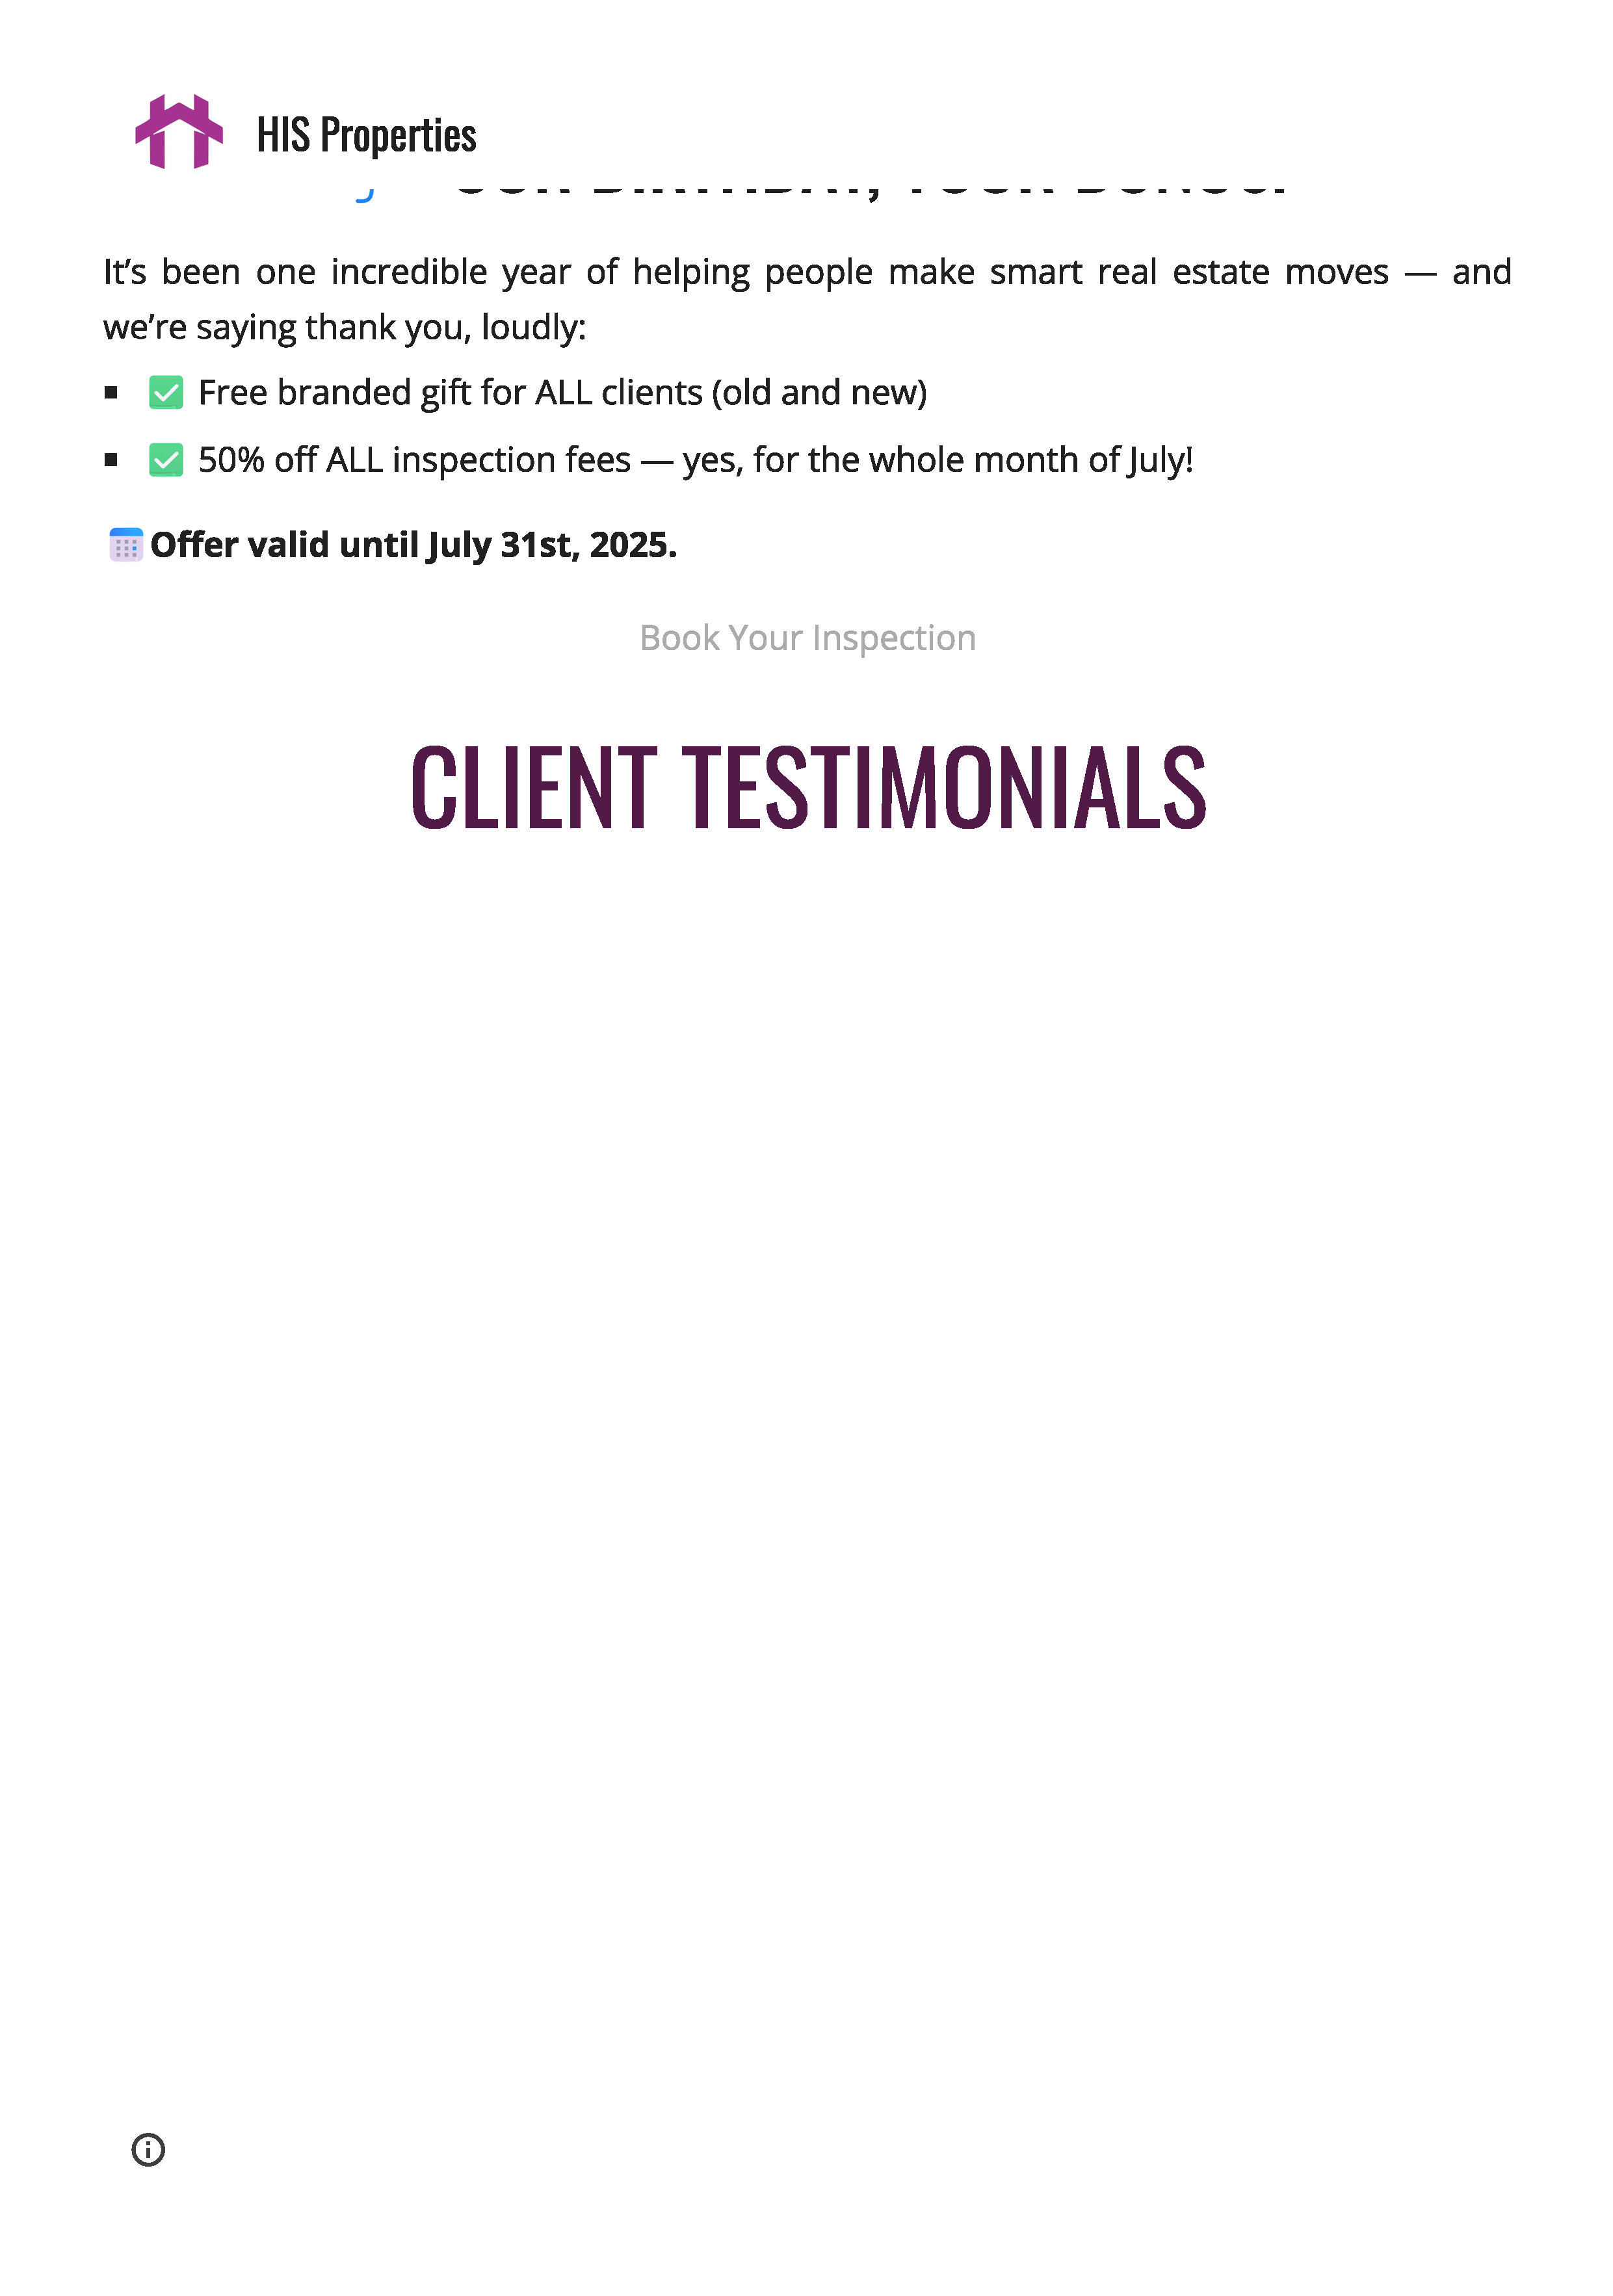 HIS Properties
It’s been one incredible year of helping people make smart real estate moves — and
we’re saying thank you, loudly:
▪ ✅ Free branded gift for ALL clients (old and new)
▪ ✅ 50% off ALL inspection fees — yes, for the whole month of July!
📅 Offer valid until July 31st, 2025.
Book Your Inspection
CLIENT TESTIMONIALS